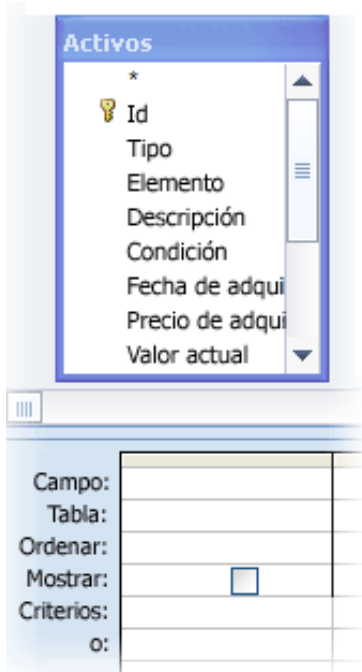 Activos
*
Id
Tipo
Elemento
Descripción
Condición
Fecha de adqui
Precio de adqui
Valor actual
Campo:
Tabla:
Ordenar:
Mostrar:
Criterios:
o: